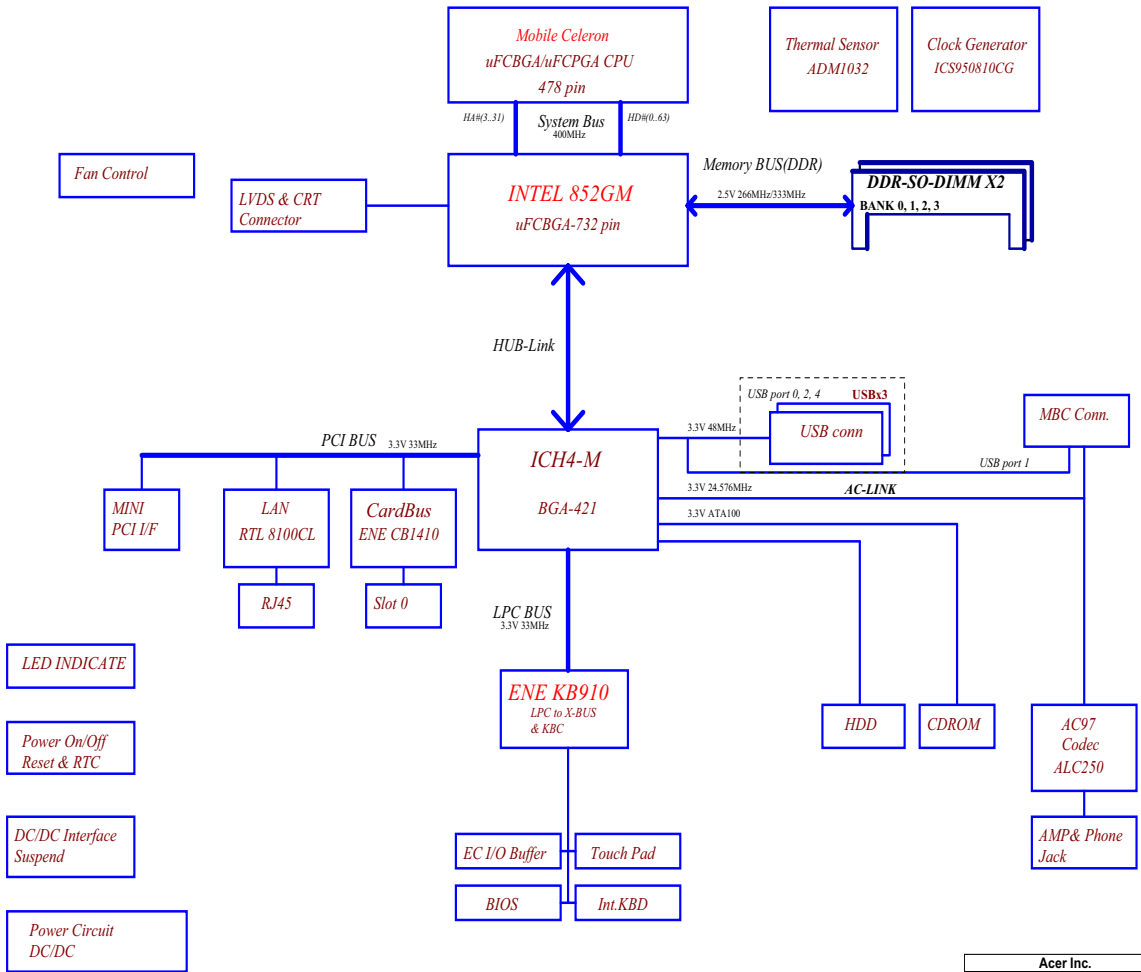 Mobile Celeron
uFCBGA/uFCPGA CPU
478 pin
Thermal Sensor
ADM1032
Clock Generator
ICS950810CG
HA#(3..31)
System Bus
400MHz
HD#(0..63)
Fan Control
LVDS & CRT
Connector
INTEL 852GM
uFCBGA-732 pin
Memory BUS(DDR)
2.5V 266MHz/333MHz
DDR-SO-DIMM X2
BANK 0, 1, 2, 3
HUB-Link
USB port 0, 2, 4
USBx3
USB conn
MBC Conn.
PCI BUS
3.3V 33MHz
ICH4-M
BGA-421
3.3V 48MHz
USB port 1
3.3V 24.576MHz
AC-LINK
3.3V ATA100
MINI
PCI I/F
LAN
RTL 8100CL
CardBus
ENE CB1410
RJ45
Slot 0
LPC BUS
3.3V 33MHz
LED INDICATE
ENE KB910
LPC to X-BUS
& KBC
HDD
CDROM
AC97
Codec
ALC250
Power On/Off
Reset & RTC
DC/DC Interface
Suspend
EC I/O Buffer
Touch Pad
AMP& Phone
Jack
BIOS
Int.KBD
Power Circuit
DC/DC
Acer Inc.